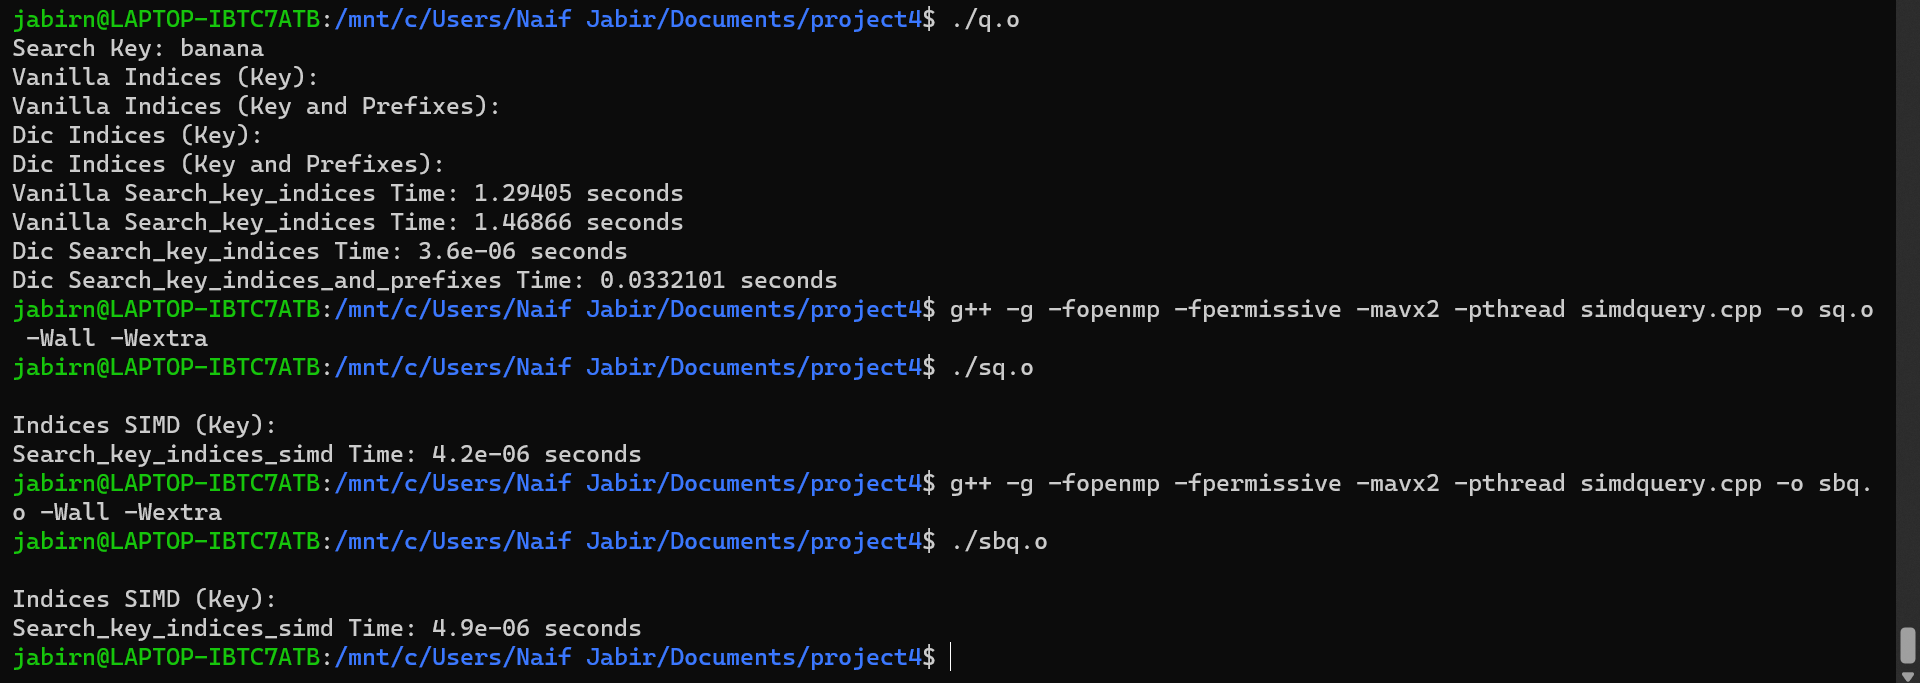 jabirn@LAPTOP-IBTC7ATB:/mnt/c/Users/Naif Jabir/Documents/project4$ ./q.o
Search Key: banana
Vanilla Indices (Key):
Vanilla Indices (Key and Prefixes):
Dic Indices (Key):
Dic Indices (Key and Prefixes):
Vanilla Search_key_indices Time: 1.29405 seconds
Vanilla Search_key_indices Time: 1.46866 seconds
Dic Search_key_indices Time: 3.6e-06 seconds
Dic Search_key_indices_and_prefixes Time: 0.0332101 seconds
jabirn@LAPTOP-IBTC7ATB:/mnt/c/Users/Naif Jabir/Documents/project4$ g++ -g -fopenmp -fpermissive -mavx2 -pthread simdquery.cpp -o sq.o
 -Wall -Wextra
jabirn@LAPTOP-IBTC7ATB:/mnt/c/Users/Naif Jabir/Documents/project4$ ./sq.o

Indices SIMD (Key):
Search_key_indices_simd Time: 4.2e-06 seconds
jabirn@LAPTOP-IBTC7ATB:/mnt/c/Users/Naif Jabir/Documents/project4$ g++ -g -fopenmp -fpermissive -mavx2 -pthread simdquery.cpp -o sbq.
o -Wall -Wextra
jabirn@LAPTOP-IBTC7ATB:/mnt/c/Users/Naif Jabir/Documents/project4$ ./sbq.o

Indices SIMD (Key):
Search_key_indices_simd Time: 4.9e-06 seconds
jabirn@LAPTOP-IBTC7ATB:/mnt/c/Users/Naif Jabir/Documents/project4$